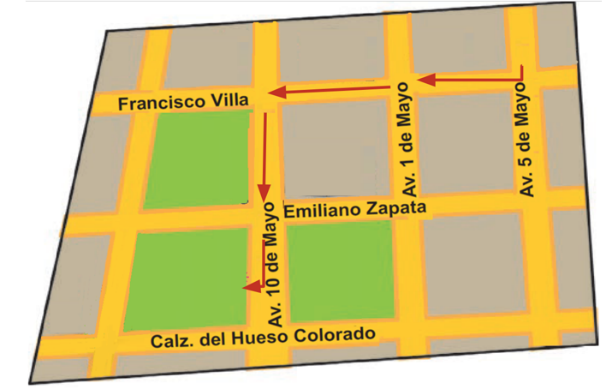 Francisco Villa
Av. 1 de Mayo
Av. 5 de Mayo
Emiliano Zapata
Av. 10 de Mayo
Calz. del Hueso Colorado